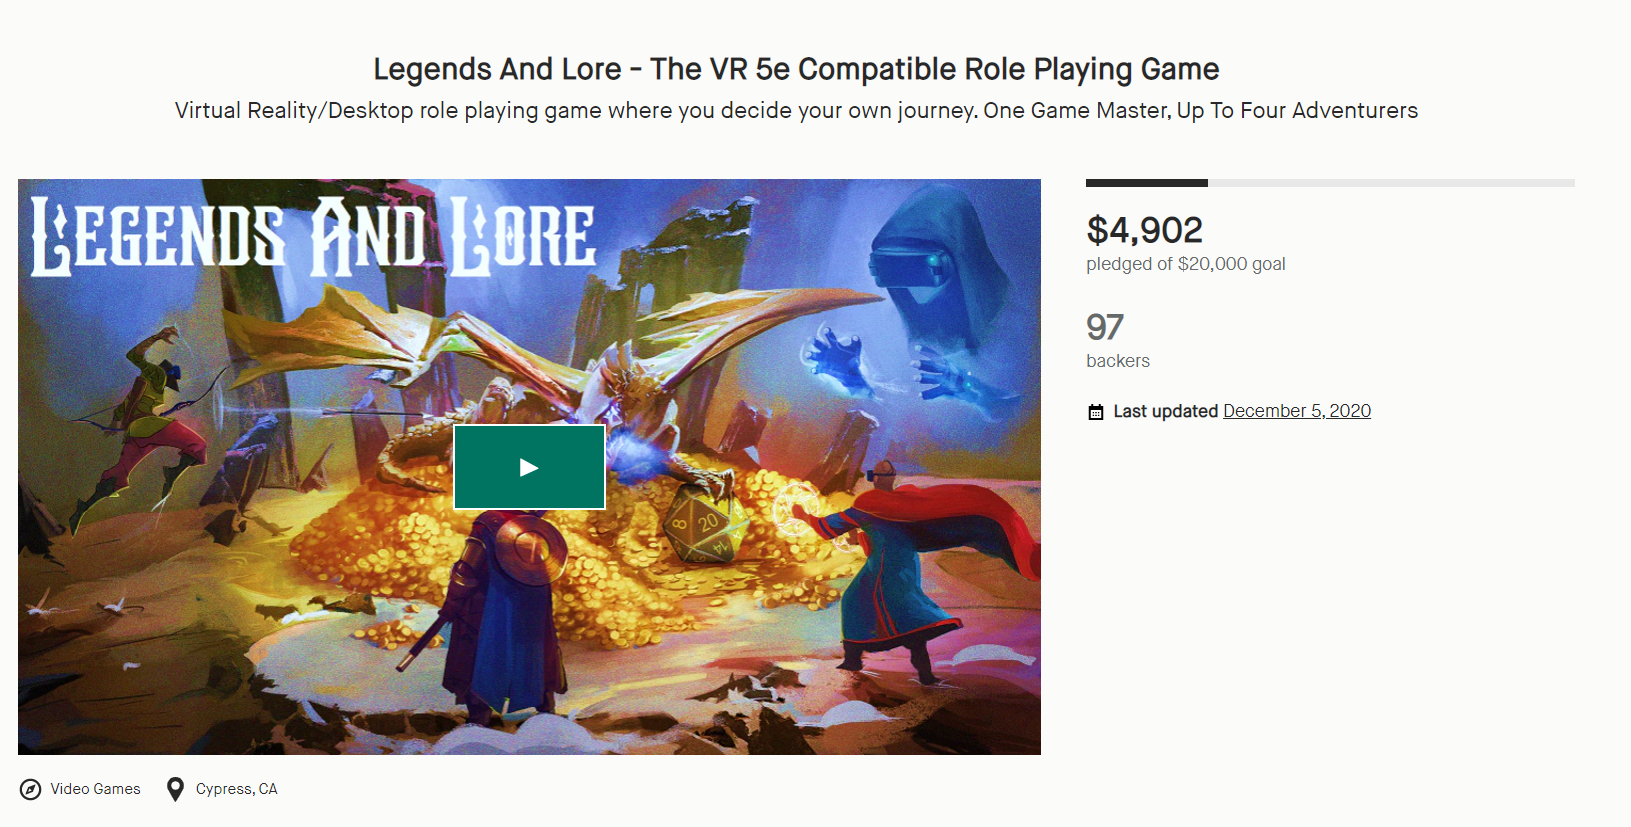 Legends And Lore - The VR 5e Compatible Role Playing Game
Virtual Reality/Desktop role playing game where you decide your own journey. One Game Master, Up To Four Adventurers
LEGENDS AND LORE
$4,902
pledged of $20,000 goal
97
backers
Last updated December 5, 2020
8 20 14
Video Games Cypress, CA